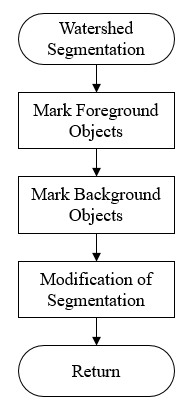 Watershed
Segmentation
Mark Foreground
Objects
Mark Background
Objects
Modification of
Segmentation
Return